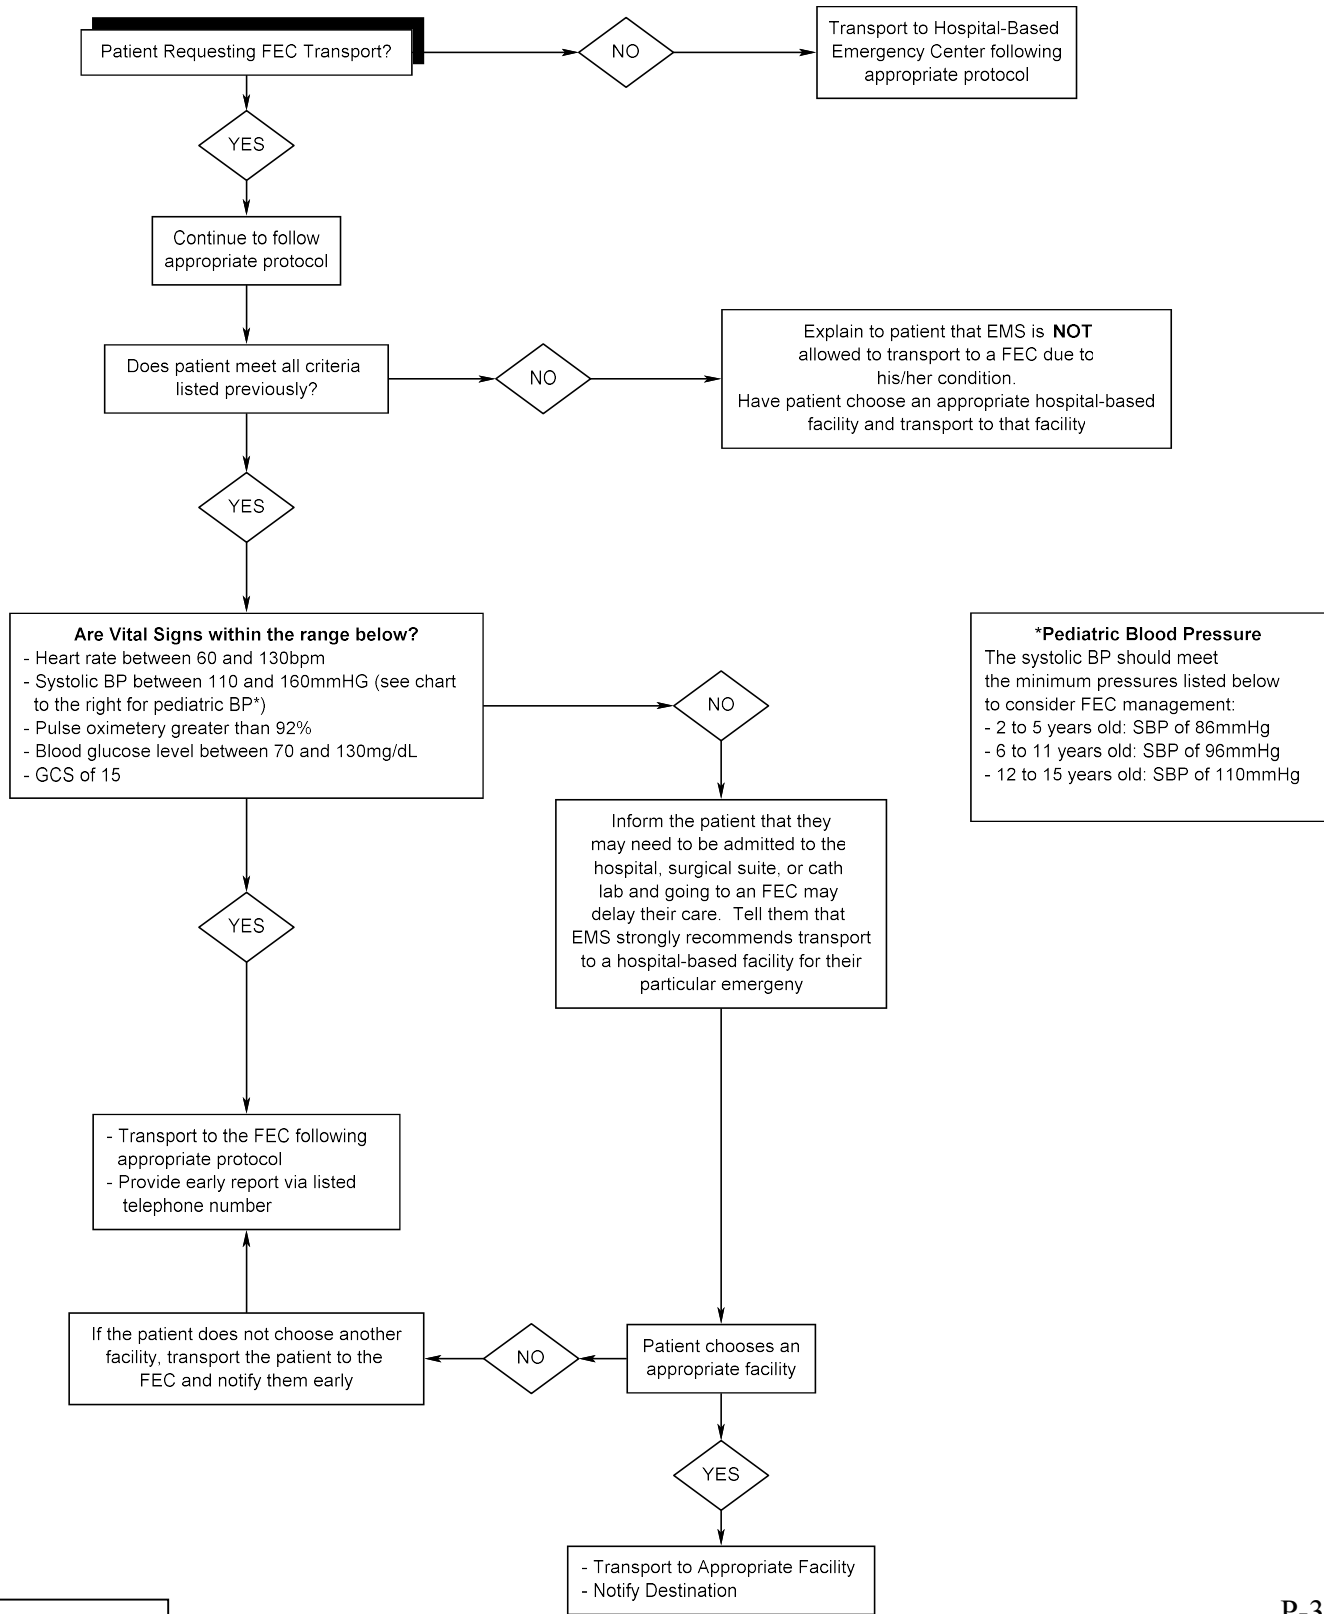 Patient Requesting FEC Transport?
NO
Transport to Hospital-Based
Emergency Center following
appropriate protocol
YES
Continue to follow
appropriate protocol
Does patient meet all criteria
listed previously?
NO
Explain to patient that EMS is NOT
allowed to transport to a FEC due to
his/her condition.
Have patient choose an appropriate hospital-based
facility and transport to that facility
YES
Are Vital Signs within the range below?
- Heart rate between 60 and 130bpm
- Systolic BP between 110 and 160mmHG (see chart
to the right for pediatric BP*)
- Pulse oximetery greater than 92%
- Blood glucose level between 70 and 130mg/dL
- GCS of 15
NO
*Pediatric Blood Pressure
The systolic BP should meet
the minimum pressures listed below
to consider FEC management:
- 2 to 5 years old: SBP of 86mmHg
- 6 to 11 years old: SBP of 96mmHg
- 12 to 15 years old: SBP of 110mmHg
Inform the patient that they
may need to be admitted to the
hospital, surgical suite, or cath
lab and going to an FEC may
delay their care. Tell them that
EMS strongly recommends transport
to a hospital-based facility for their
particular emergeny
YES
- Transport to the FEC following
appropriate protocol
- Provide early report via listed
telephone number
If the patient does not choose another
facility, transport the patient to the
FEC and notify them early
NO
Patient chooses an
appropriate facility
YES
- Transport to Appropriate Facility
- Notify Destination
P-3